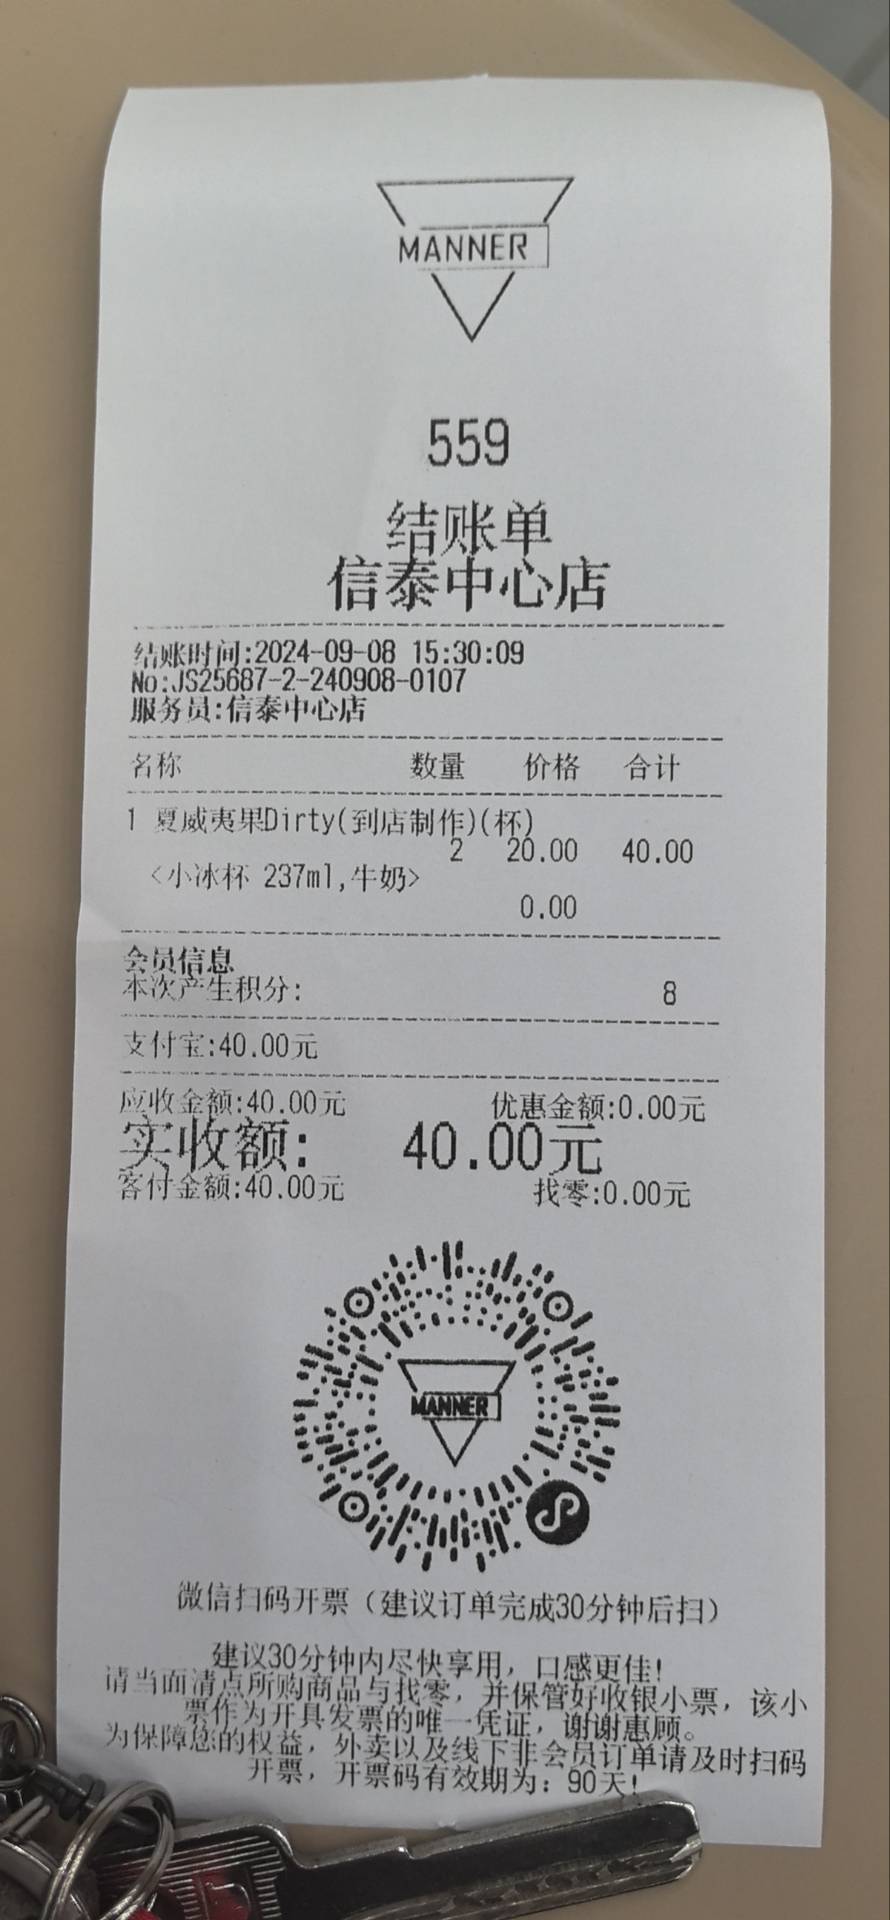 MANNER
559
结账单
信泰中心店
结账时间:2024-09-08 15:30:09
No:JS25687-2-240908-0107
服务员:信泰中心店
名称 数量 价格 合计
1 夏威夷果Dirty(到店制作)(杯)
2 20.00 40.00
<小冰杯 237ml,牛奶>
0.00
会员信息
本次产生积分: 8
支付宝:40.00元
应收金额:40.00元 优惠金额:0.00元
实收额: 40.00元
客付金额:40.00元 找零:0.00元
MANNER
微信扫码开票（建议订单完成30分钟后扫）
建议30分钟内尽快享用，口感更佳!
请当面清点所购商品与找零，并保管好收银小票，该小
票作为开具发票的唯一凭证，谢谢惠顾。
为保障您的权益，外卖以及线下非会员订单请及时扫码
开票，开票码有效期为：90天!